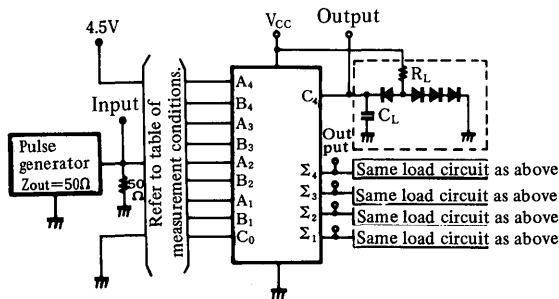 4.5V
Input
Pulse
generator
Zout=50Ω
50
Ω
Refer to table of
measurement conditions.
A4
B4
A3
B3
A2
B2
A1
B1
C0
VCC
Output
C4
RL
CL
Out
put
Σ4
Same load circuit as above
Σ3
Same load circuit as above
Σ2
Same load circuit as above
Σ1
Same load circuit as above